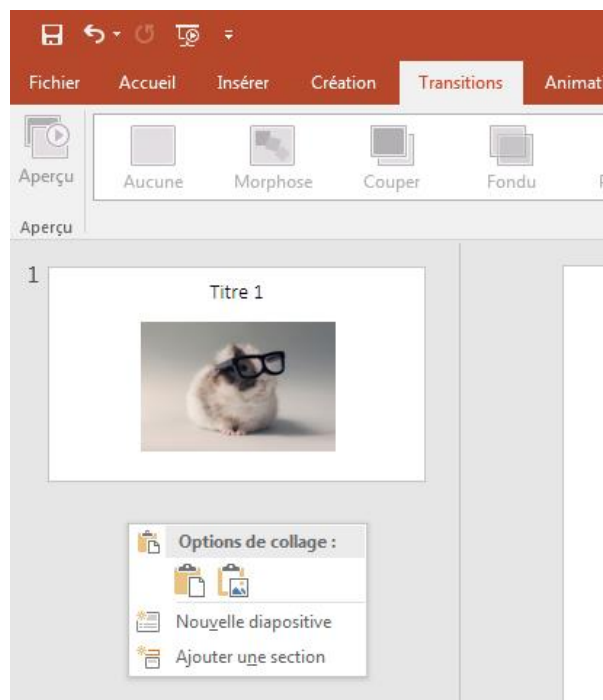 Fichier Accueil Insérer Création Transitions Animat
Aperçu Aucune Morphose Couper Fondu
Aperçu
1
Titre 1
Options de collage :
Nouvelle diapositive
Ajouter une section